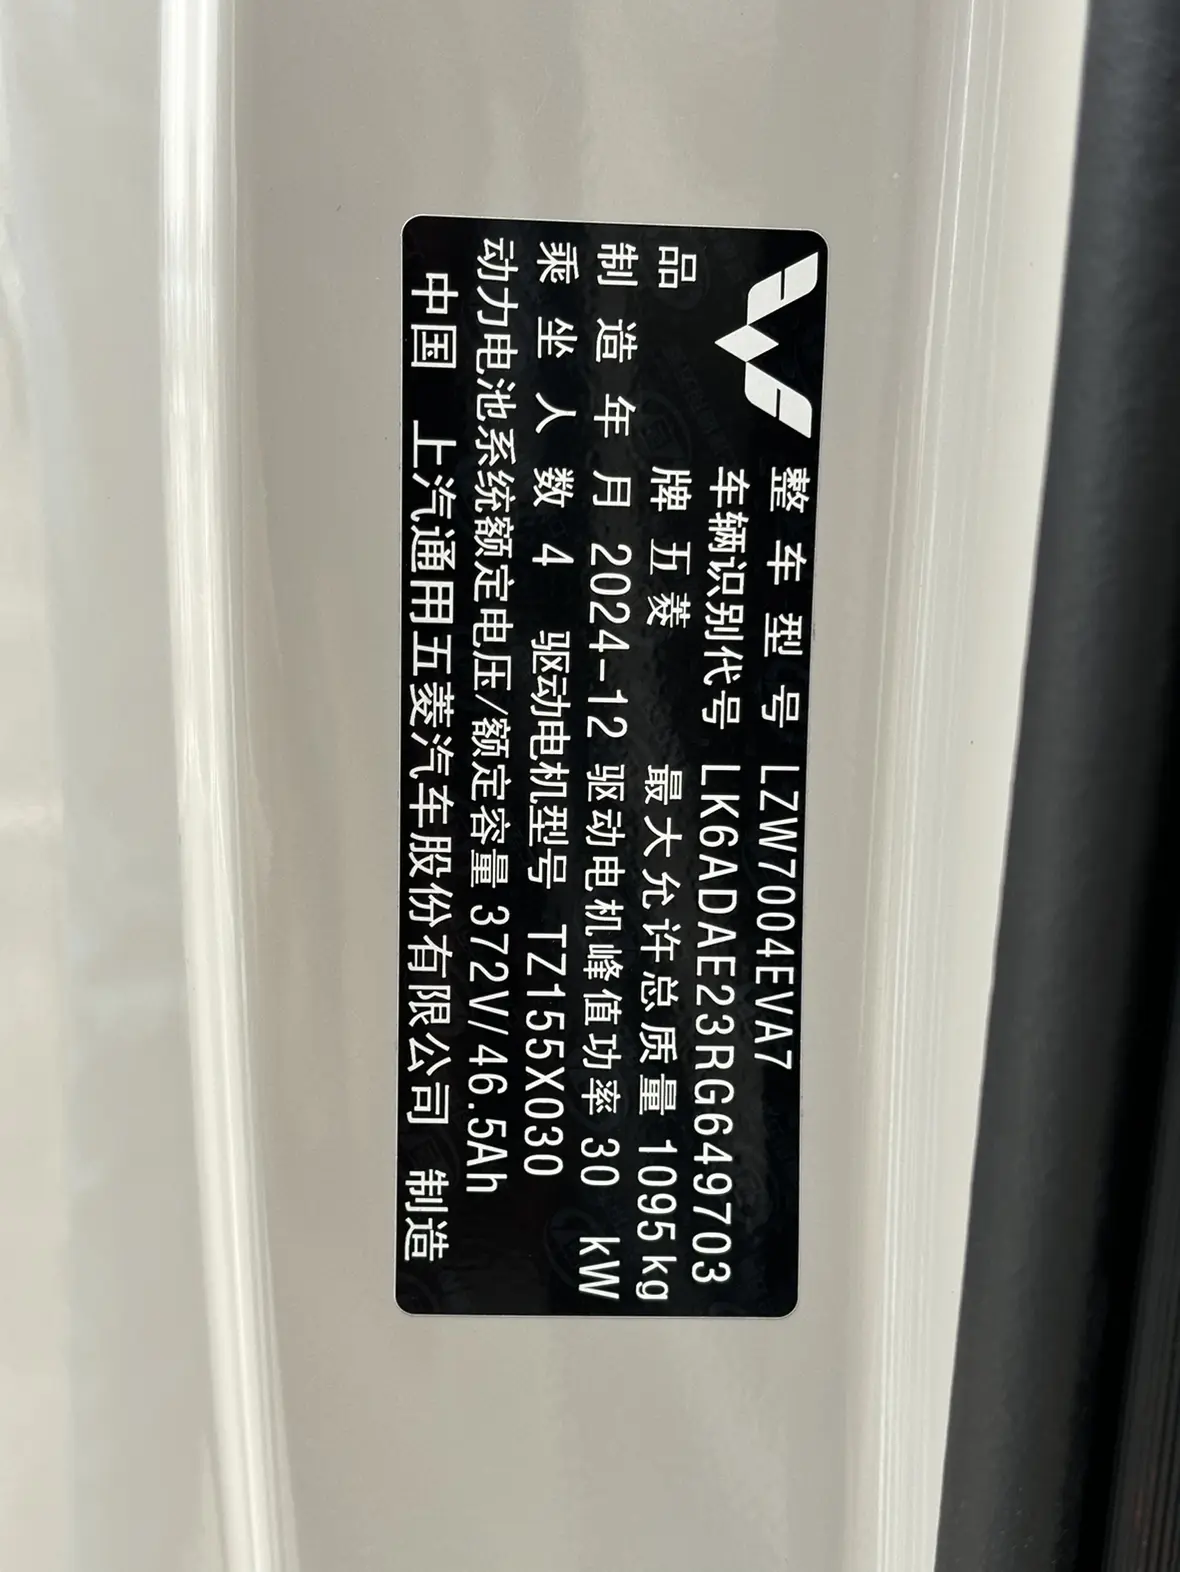 整车型号 LZW7004EVA7
车辆识别代号 LK6ADAE23RG649703
品牌 五菱 最大允许总质量 1095kg
制造年月 2024-12 驱动电机峰值功率 30 kW
乘坐人数 4 驱动电机型号 TZ155X030
动力电池系统额定电压/额定容量 372V/46.5Ah
中国 上汽通用五菱汽车股份有限公司 制造